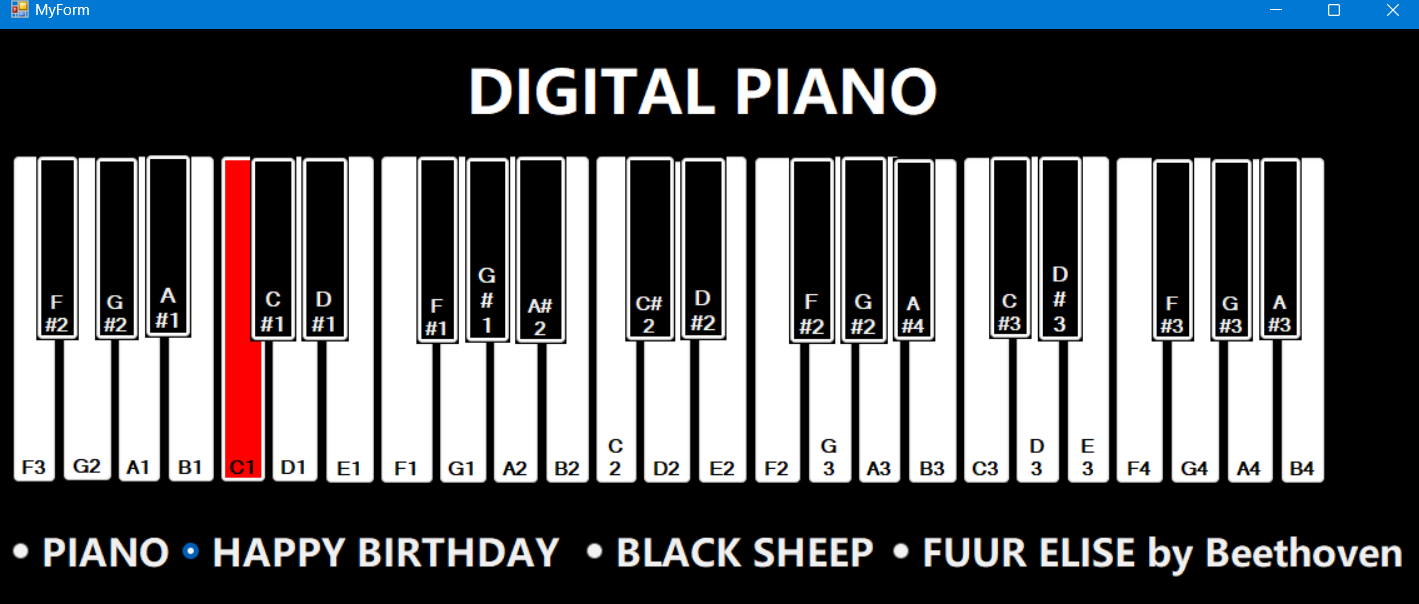 MyForm
DIGITAL PIANO
F #2
G #2
A #1
C #1
D #1
F #1
G # 1
A# 2
C# 2
D #2
F #2
G #2
A #4
C #3
D # 3
F #3
G #3
A #3
F3 G2 A1 B1 C1 D1 E1 F1 G1 A2 B2 C 2 D2 E2 F2 G 3 A3 B3 C3 D 3 E 3 F4 G4 A4 B4
PIANO HAPPY BIRTHDAY BLACK SHEEP FUUR ELISE by Beethoven